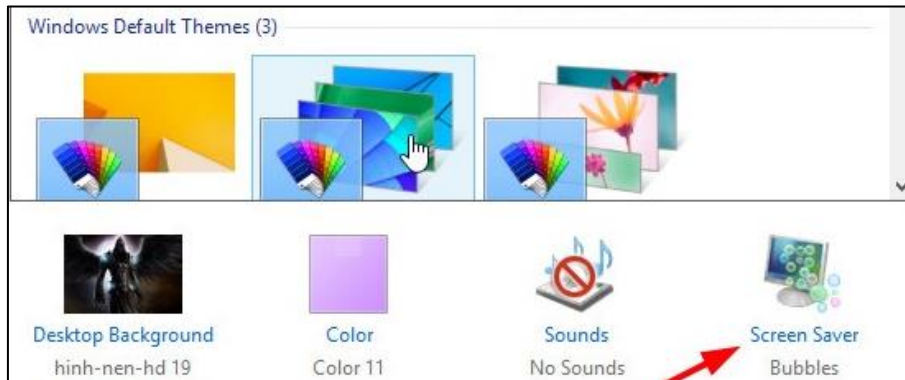 Windows Default Themes (3)
Desktop Background
Color
Sounds
Screen Saver
hinh-nen-hd 19
Color 11
No Sounds
Bubbles